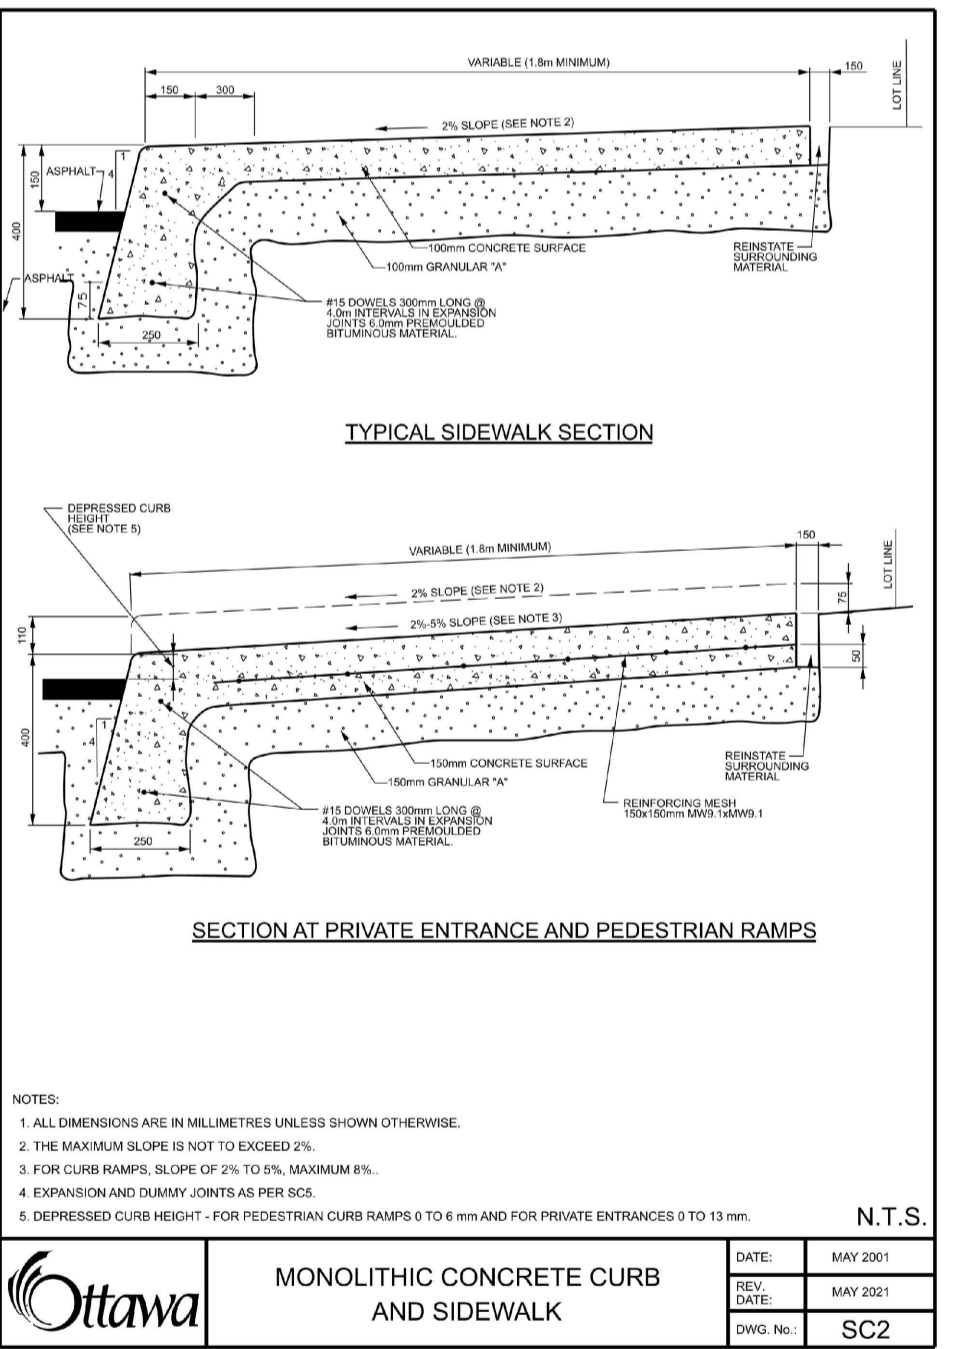 VARIABLE (1.8m MINIMUM)
150
LOT LINE
150
300
2% SLOPE (SEE NOTE 2)
1
4
ASPHALT
150
400
ASPHALT
75
250
100mm CONCRETE SURFACE
100mm GRANULAR "A"
REINSTATE
SURROUNDING
MATERIAL
#15 DOWELS 300mm LONG @
4.0m INTERVALS IN EXPANSION
JOINTS 6.0mm PREMOULDED
BITUMINOUS MATERIAL.
TYPICAL SIDEWALK SECTION
DEPRESSED CURB
HEIGHT
(SEE NOTE 5)
VARIABLE (1.8m MINIMUM)
150
LOT LINE
2% SLOPE (SEE NOTE 2)
75
2%-5% SLOPE (SEE NOTE 3)
110
50
1
4
400
150mm CONCRETE SURFACE
150mm GRANULAR "A"
REINSTATE
SURROUNDING
MATERIAL
REINFORCING MESH
150x150mm MW9.1xMW9.1
#15 DOWELS 300mm LONG @
4.0m INTERVALS IN EXPANSION
JOINTS 6.0mm PREMOULDED
BITUMINOUS MATERIAL.
250
SECTION AT PRIVATE ENTRANCE AND PEDESTRIAN RAMPS
NOTES:
1. ALL DIMENSIONS ARE IN MILLIMETRES UNLESS SHOWN OTHERWISE.
2. THE MAXIMUM SLOPE IS NOT TO EXCEED 2%.
3. FOR CURB RAMPS, SLOPE OF 2% TO 5%, MAXIMUM 8%..
4. EXPANSION AND DUMMY JOINTS AS PER SC5.
5. DEPRESSED CURB HEIGHT - FOR PEDESTRIAN CURB RAMPS 0 TO 6 mm AND FOR PRIVATE ENTRANCES 0 TO 13 mm.
N.T.S.
Ottawa
MONOLITHIC CONCRETE CURB
AND SIDEWALK
DATE: MAY 2001
REV.
DATE: MAY 2021
DWG. No.: SC2